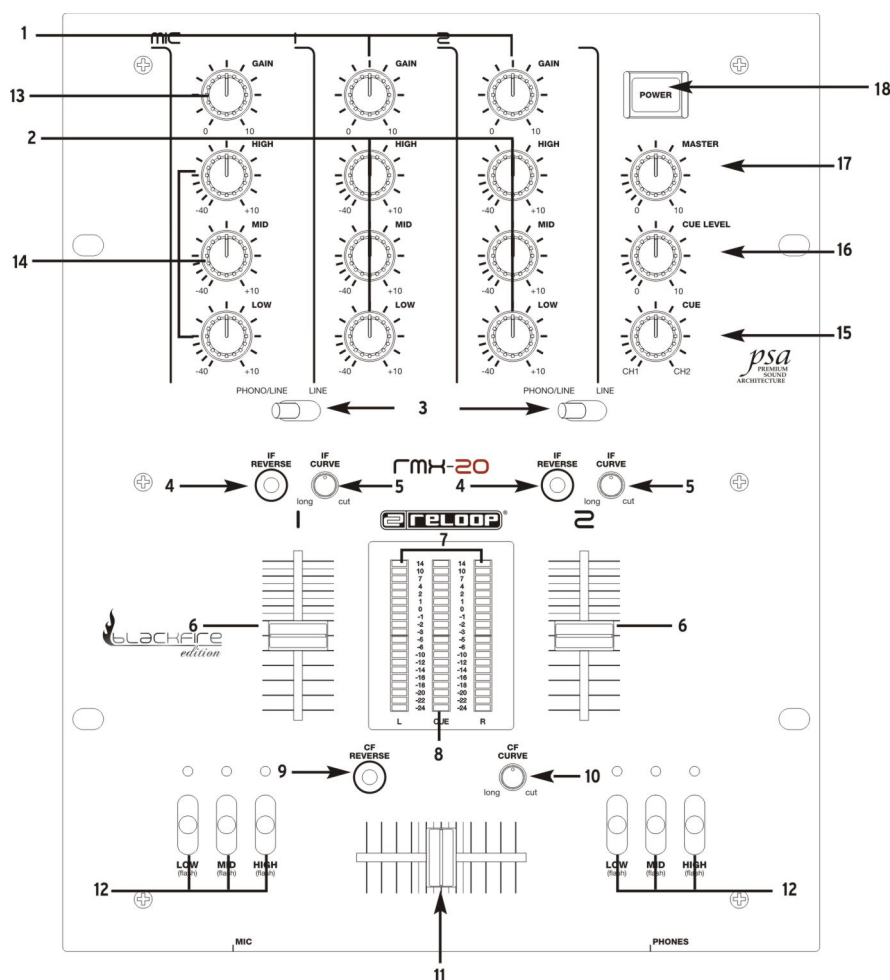 1
mic 1 2
GAIN GAIN GAIN
13
POWER
18
0 10 0 10 0 10
2
HIGH HIGH HIGH MASTER
17
-40 +10 -40 +10 -40 +10 0 10
MID MID MID CUE LEVEL
14
16
-40 +10 -40 +10 -40 +10 0 10
LOW LOW LOW CUE
15
-40 +10 -40 +10 -40 +10 CH1 CH2
psa
PREMIUM
SOUND
ARCHITECTURE
PHONO/LINE LINE PHONO/LINE LINE
3
IF REVERSE
IF CURVE
rmx-20
IF REVERSE
IF CURVE
4 5 4 5
long cut long cut
1 reloop® 2
7
14 14
10 10
7 7
4 4
2 2
1 1
0 0
-1 -1
-2 -2
-3 -3
-5 -5
-6 -6
-10 -10
-12 -12
-14 -14
-16 -16
-18 -18
-20 -20
-22 -22
-24 -24
L CUE R
6 6
blackfire
edition
8
9
CF
REVERSE
CF
CURVE
10
long cut
LOW MID HIGH LOW MID HIGH
(flash) (flash) (flash) (flash) (flash) (flash)
12 12
MIC PHONES
11